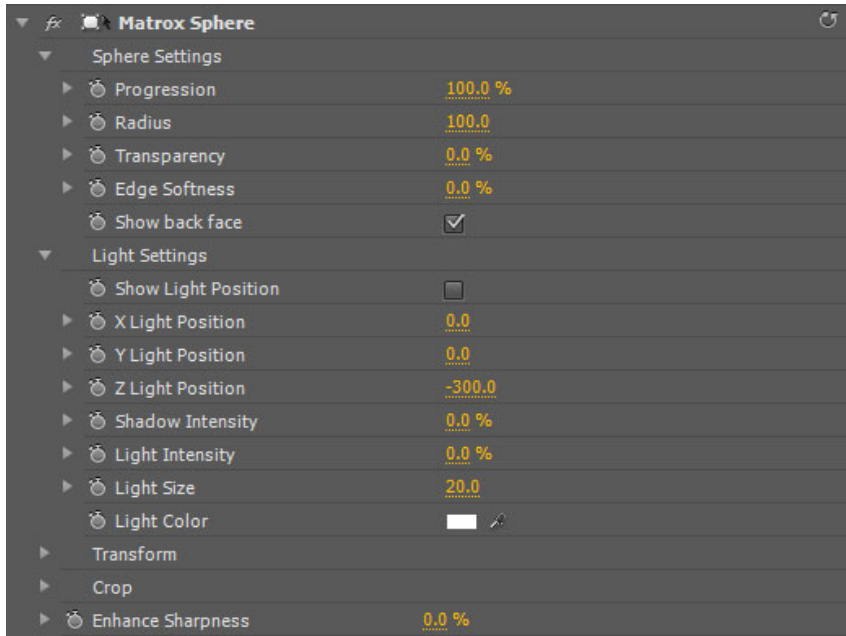 fx Matrox Sphere
Sphere Settings
Progression 100.0 %
Radius 100.0
Transparency 0.0 %
Edge Softness 0.0 %
Show back face
Light Settings
Show Light Position
X Light Position 0.0
Y Light Position 0.0
Z Light Position -300.0
Shadow Intensity 0.0 %
Light Intensity 0.0 %
Light Size 20.0
Light Color
Transform
Crop
Enhance Sharpness 0.0 %